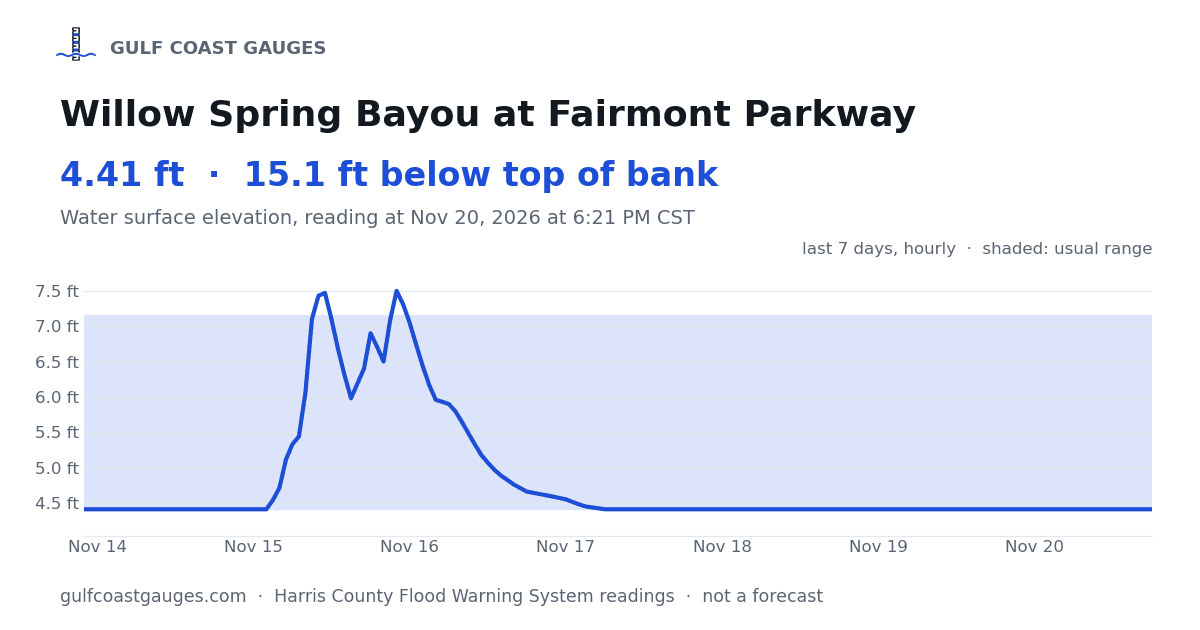 GULF COAST GAUGES
Willow Spring Bayou at Fairmont Parkway
4.41 ft · 15.1 ft below top of bank
Water surface elevation, reading at Nov 20, 2026 at 6:21 PM CST
last 7 days, hourly · shaded: usual range
7.5 ft
7.0 ft
6.5 ft
6.0 ft
5.5 ft
5.0 ft
4.5 ft
Nov 14 Nov 15 Nov 16 Nov 17 Nov 18 Nov 19 Nov 20
gulfcoastgauges.com · Harris County Flood Warning System readings · not a forecast